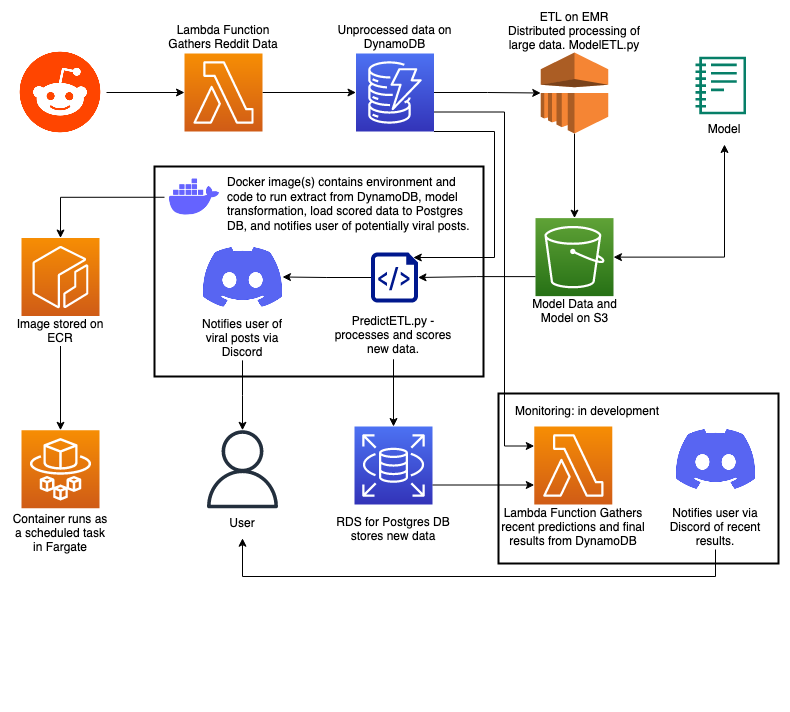 Lambda Function
Gathers Reddit Data
Unprocessed data on
DynamoDB
ETL on EMR
Distributed processing of
large data. ModelETL.py
Model
Docker image(s) contains environment and
code to run extract from DynamoDB, model
transformation, load scored data to Postgres
DB, and notifies user of potentially viral posts.
</>
Image stored on
ECR
Notifies user of
viral posts via
Discord
PredictETL.py -
processes and scores
new data.
Model Data and
Model on S3
Monitoring: in development
Container runs as
a scheduled task
in Fargate
User
RDS for Postgres DB
stores new data
Lambda Function Gathers
recent predictions and final
results from DynamoDB
Notifies user via
Discord of recent
results.